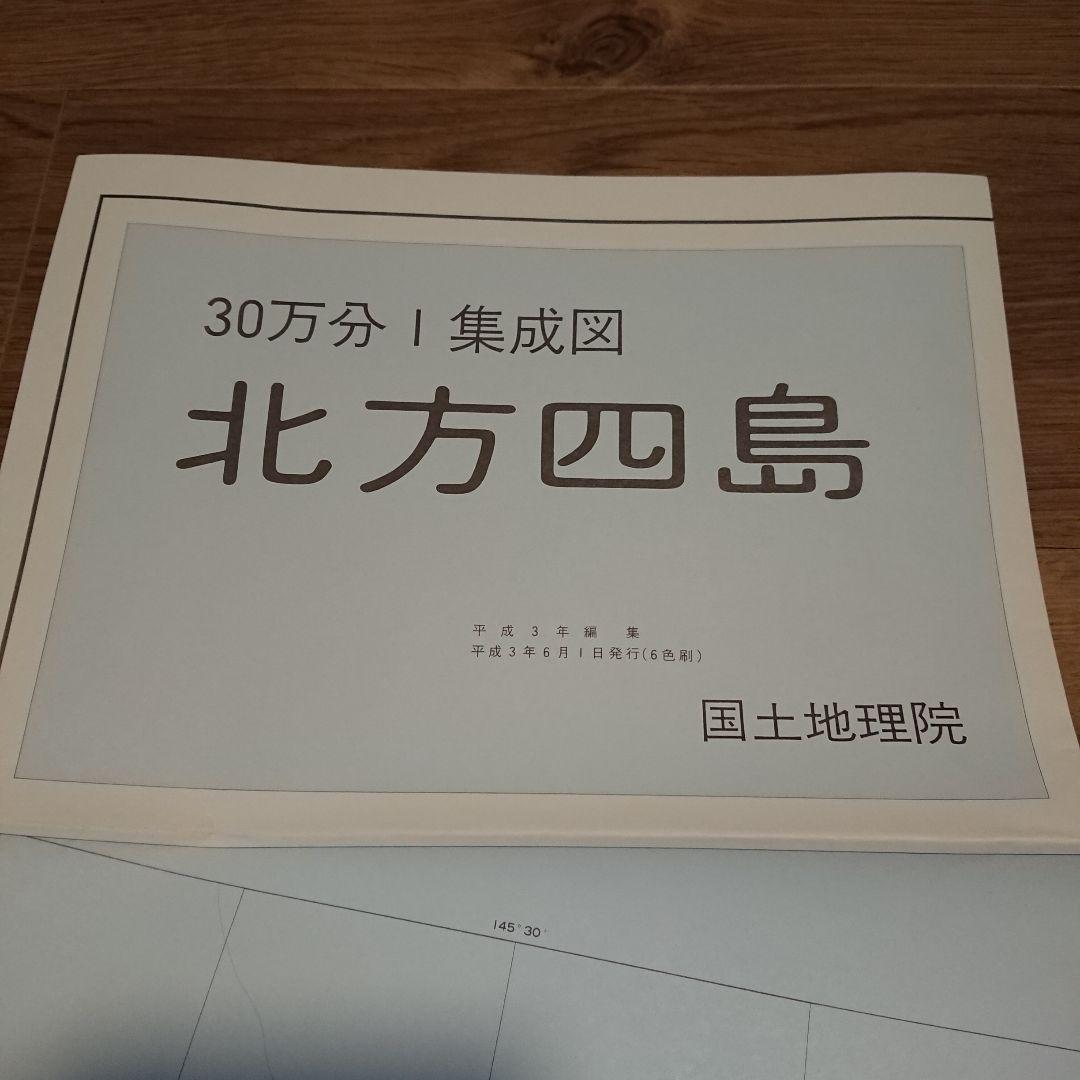 30万分1集成図
北方四島
平成3年編集
平成3年6月1日発行(6色刷)
国土地理院
145°30′